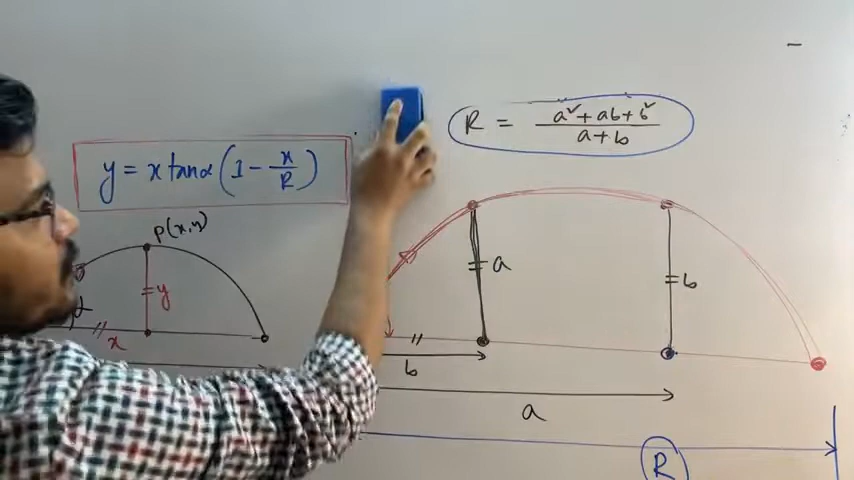 R = a²+ab+b² / a+b
y = x tanα (1 - x/R)
P(x,y)
y
α
x
a
b
b
a
R